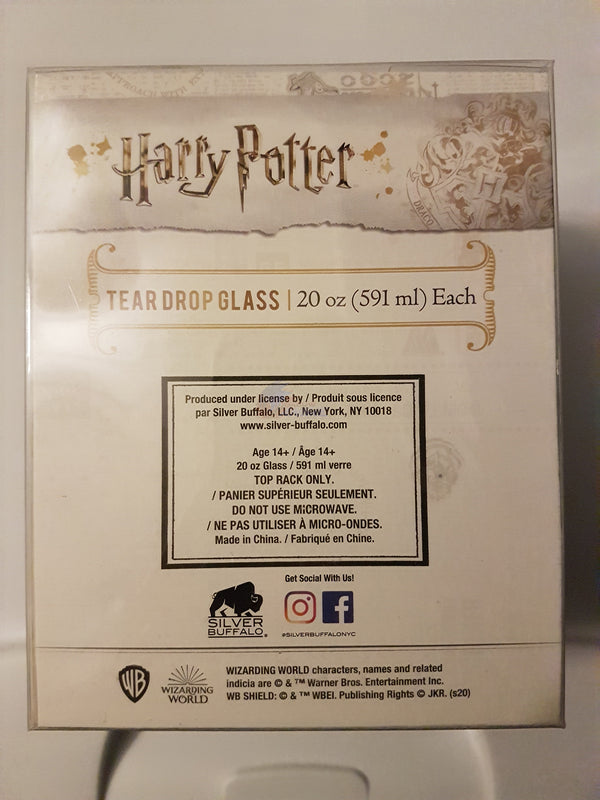 APPROACH WITH
Harry Potter
H
DRACO
TEAR DROP GLASS | 20 oz (591 ml) Each
Produced under license by / Produit sous licence
par Silver Buffalo, LLC., New York, NY 10018
www.silver-buffalo.com
Age 14+ / Âge 14+
20 oz Glass / 591 ml verre
TOP RACK ONLY.
/ PANIER SUPÉRIEUR SEULEMENT.
DO NOT USE MiCROWAVE.
/ NE PAS UTILISER À MICRO-ONDES.
Made in China. / Fabriqué en Chine.
Get Social With Us!
SILVER
BUFFALO®
#SILVERBUFFALONYC
WB
WIZARDING
WORLD
WIZARDING WORLD characters, names and related
indicia are © & ™ Warner Bros. Entertainment Inc.
WB SHIELD: © & ™ WBEI. Publishing Rights © JKR. (s20)